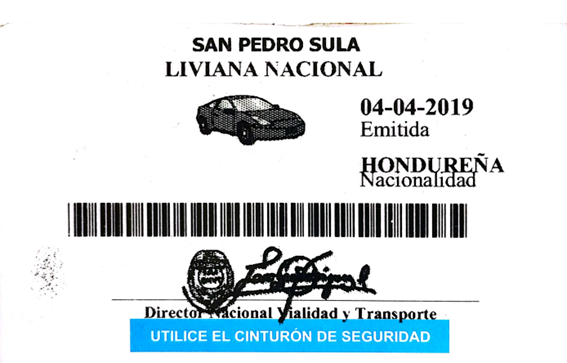 SAN PEDRO SULA
LIVIANA NACIONAL
04-04-2019
Emitida
HONDUREÑA
Nacionalidad
Director Nacional Vialidad y Transporte
UTILICE EL CINTURÓN DE SEGURIDAD